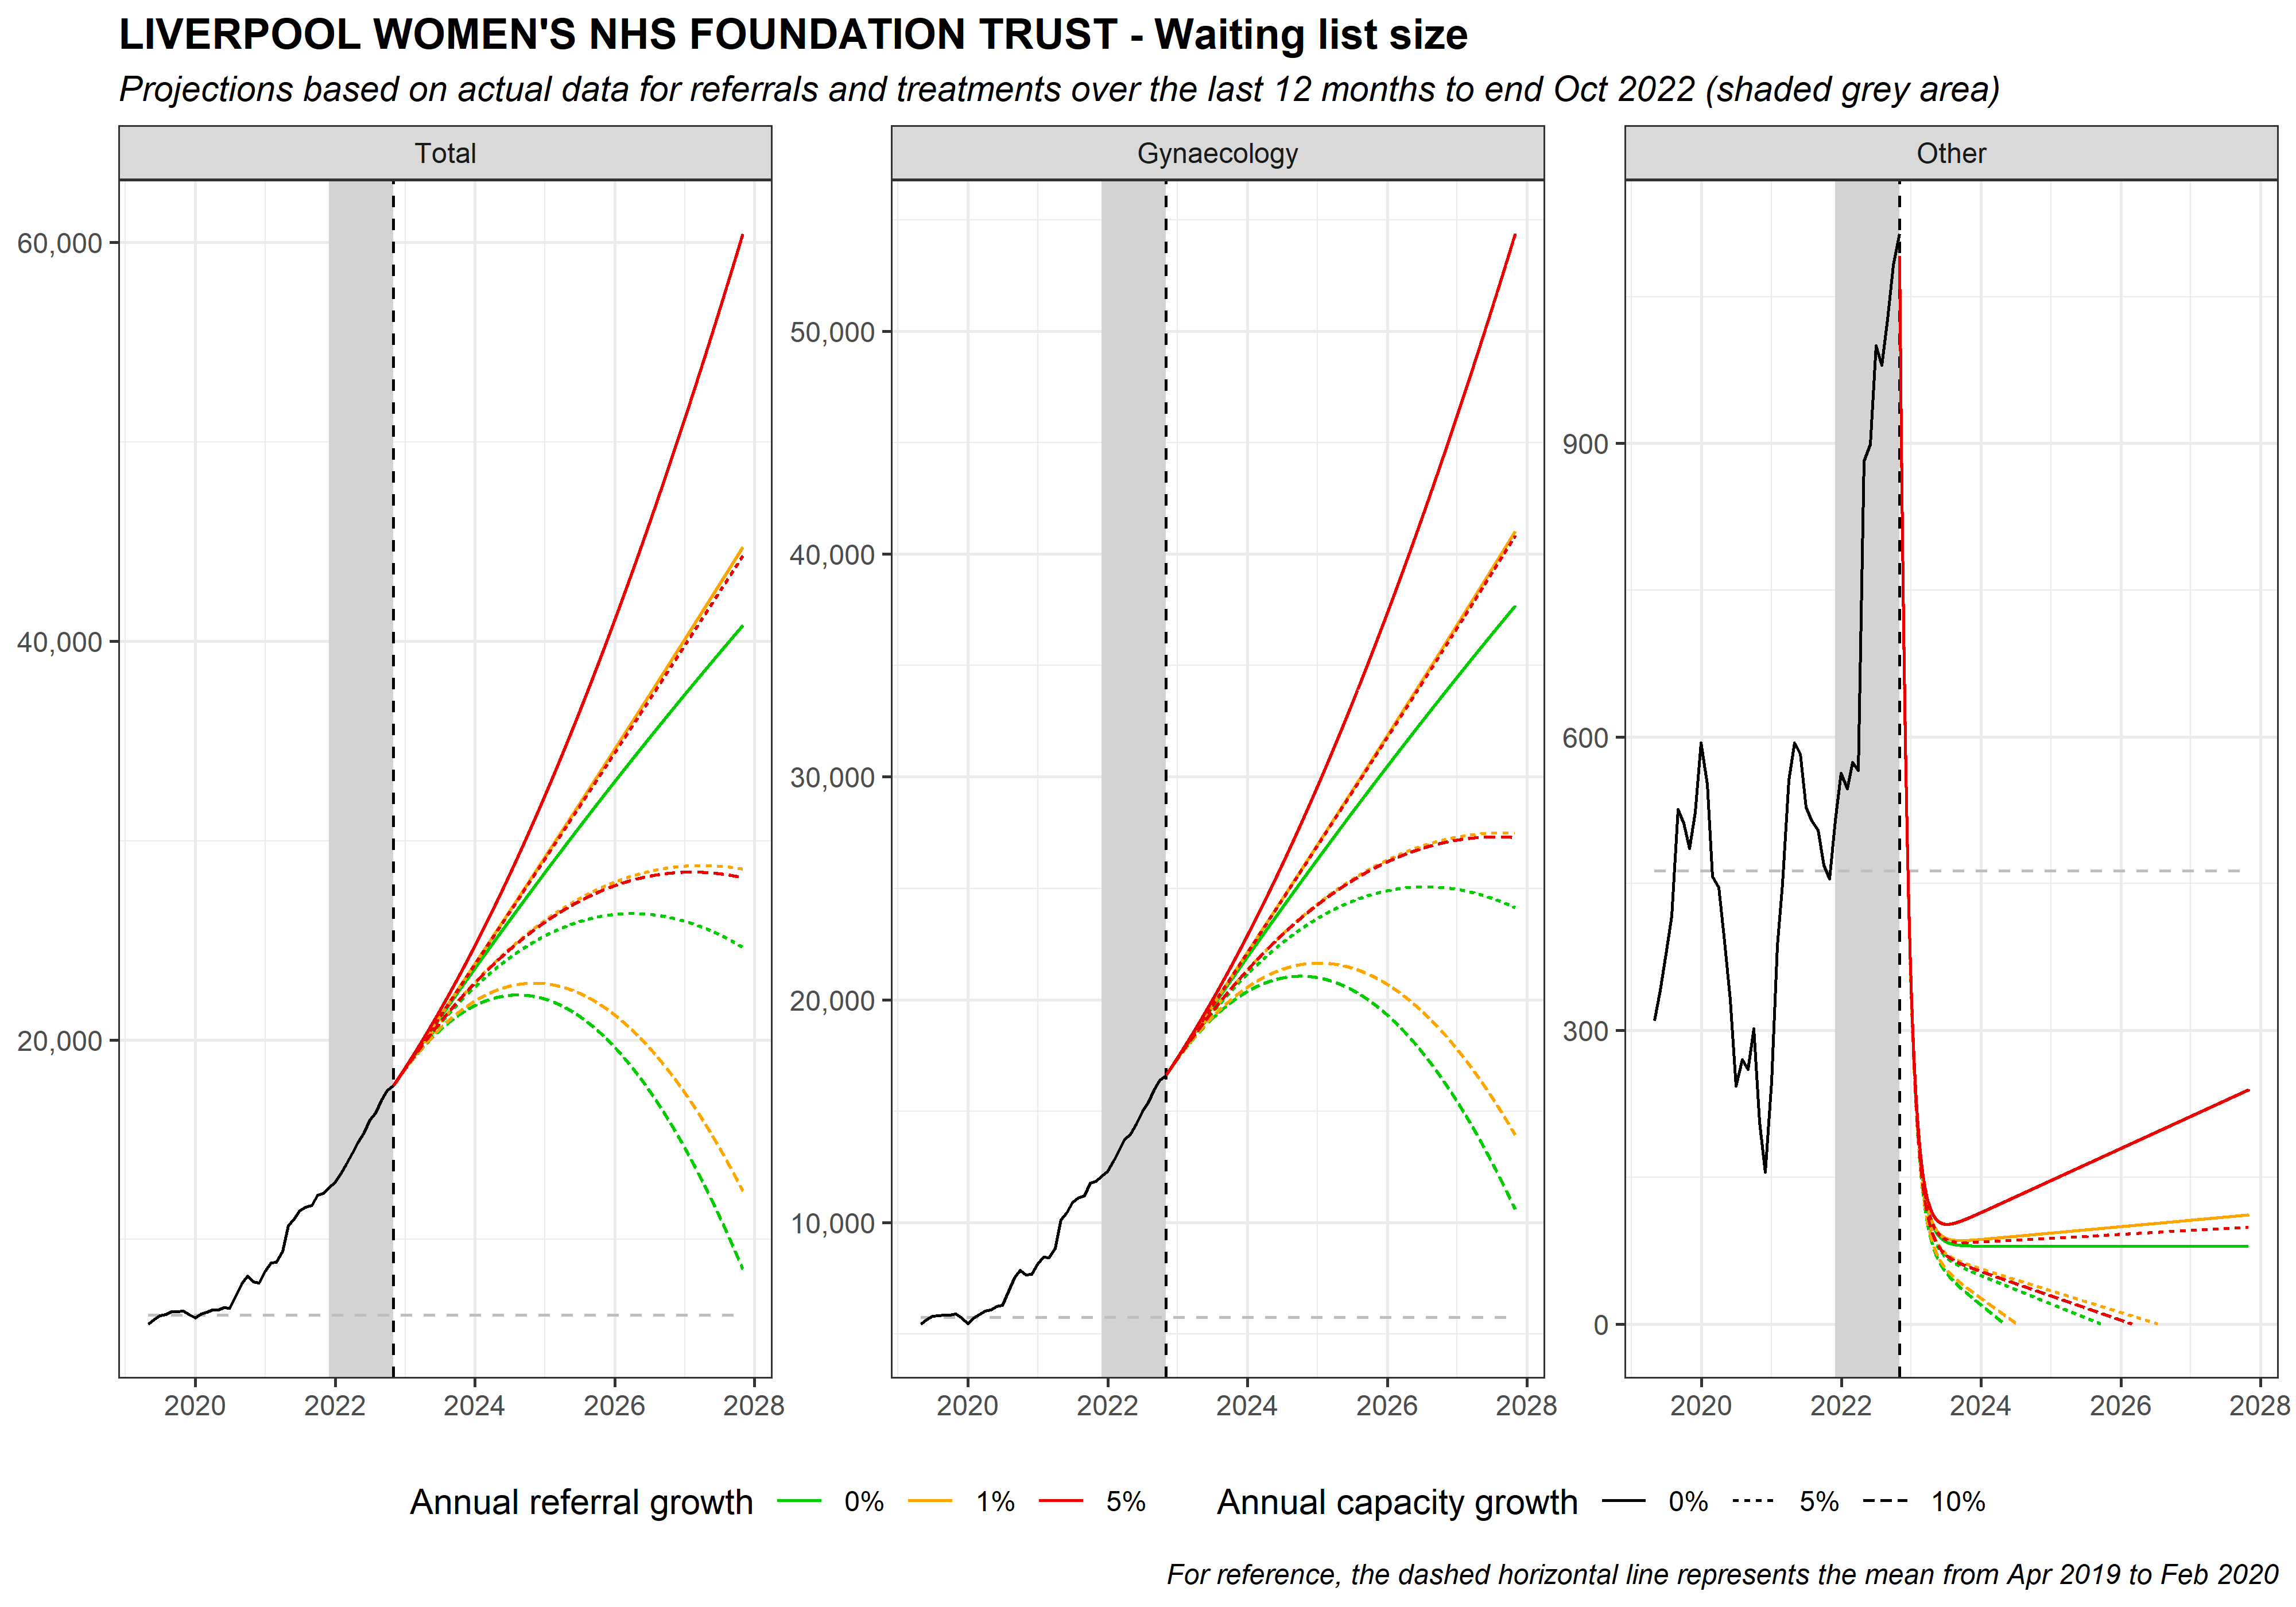 LIVERPOOL WOMEN'S NHS FOUNDATION TRUST - Waiting list size
Projections based on actual data for referrals and treatments over the last 12 months to end Oct 2022 (shaded grey area)
Total
60,000
40,000
20,000
2020 2022 2024 2026 2028
Gynaecology
50,000
40,000
30,000
20,000
10,000
2020 2022 2024 2026 2028
Other
900
600
300
0
2020 2022 2024 2026 2028
Annual referral growth 0% 1% 5%
Annual capacity growth 0% 5% 10%
For reference, the dashed horizontal line represents the mean from Apr 2019 to Feb 2020